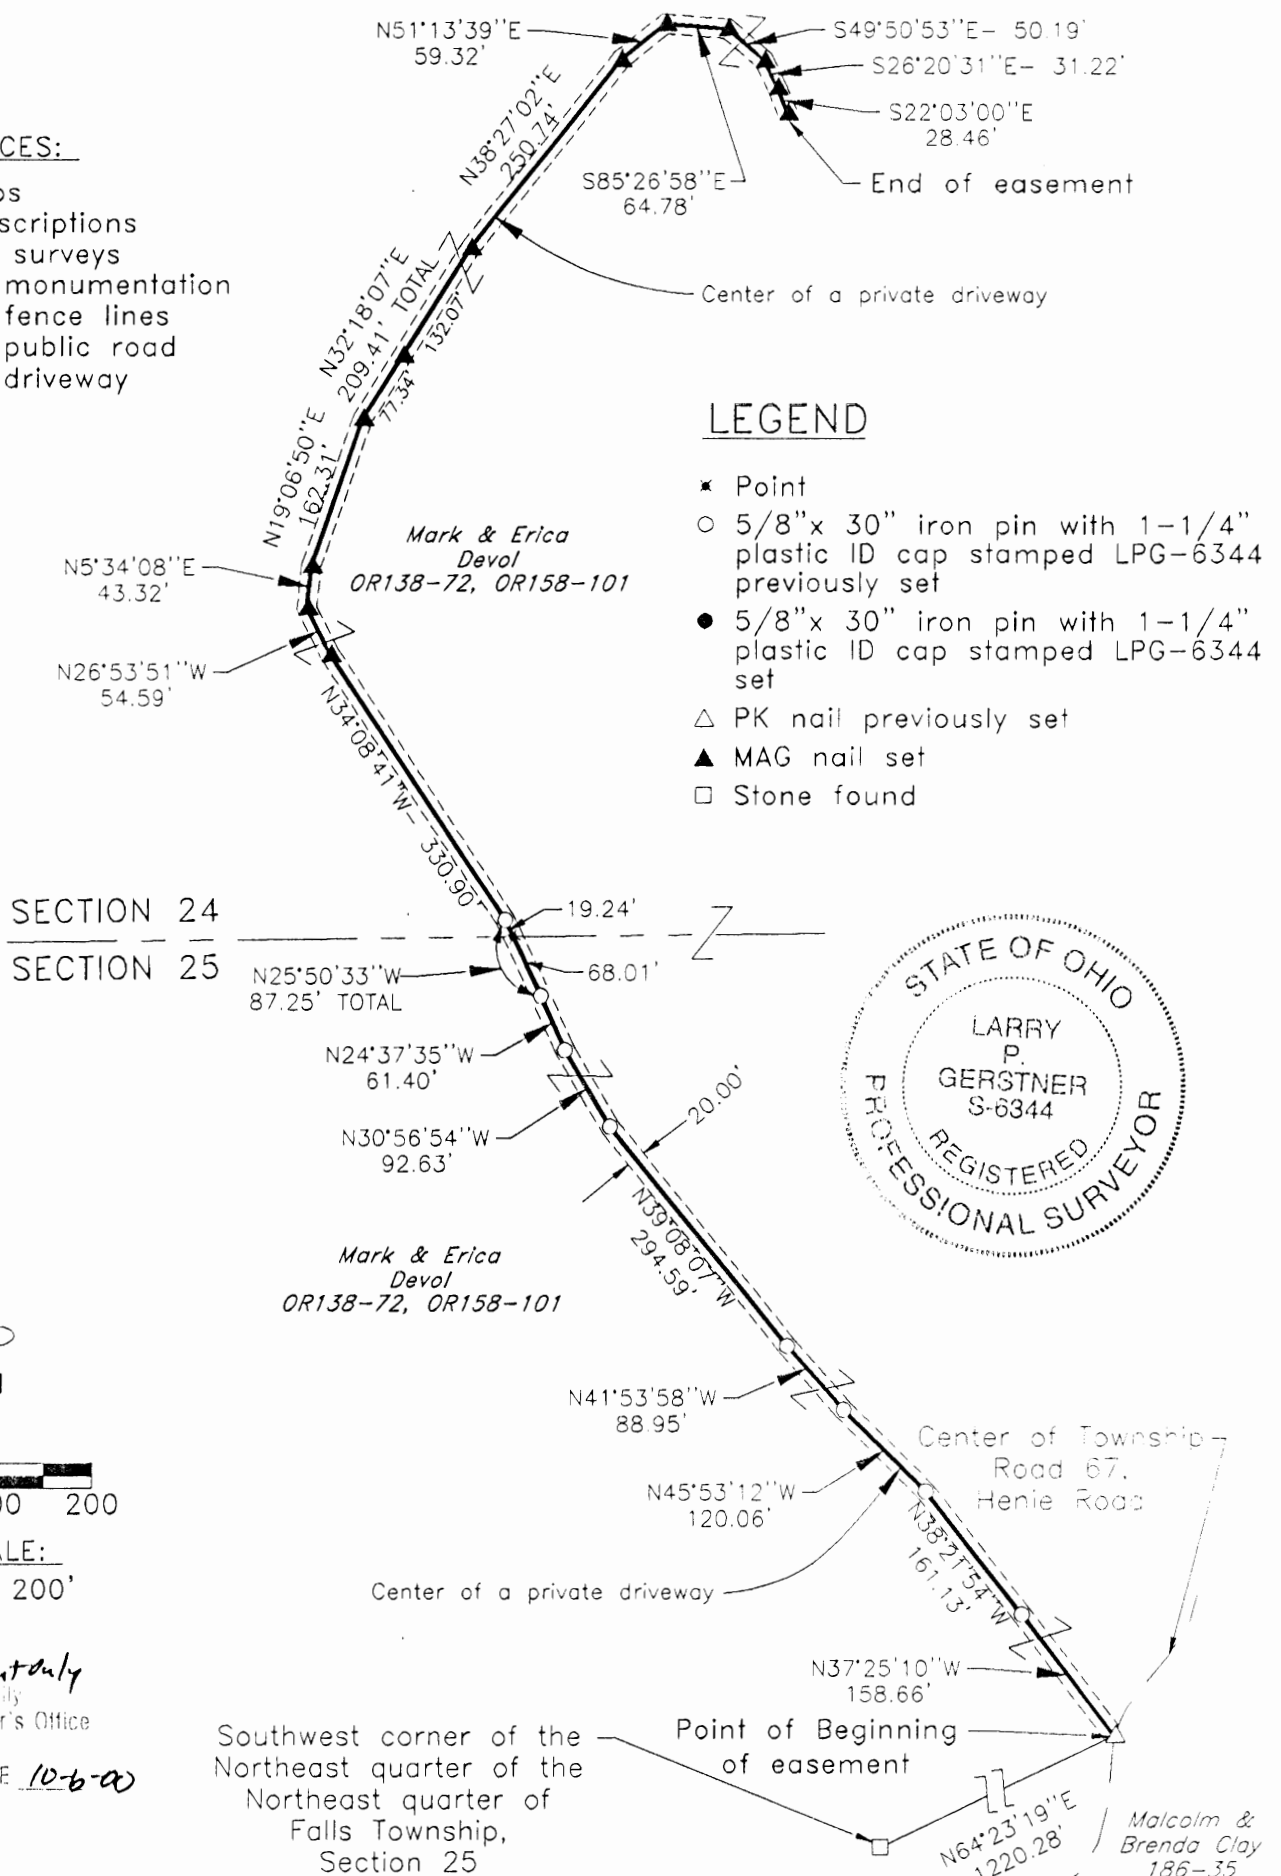 N51°13'39"E
59.32'
S49°50'53"E- 50.19'
S26°20'31"E- 31.22'
S22°03'00"E
28.46'
End of easement
S85°26'58"E
64.78'
N38°27'02"E
250.74'
Center of a private driveway
CES:
scriptions
surveys
monumentation
fence lines
public road
driveway
N32°18'07"E
209.41' TOTAL
132.07'
77.34'
N19°06'50"E
162.31'
N5°34'08"E
43.32'
Mark & Erica
Devol
OR138-72, OR158-101
N26°53'51"W
54.59'
N34°08'41"W- 330.90'
LEGEND
Point
5/8"x 30" iron pin with 1-1/4"
plastic ID cap stamped LPG-6344
previously set
5/8"x 30" iron pin with 1-1/4"
plastic ID cap stamped LPG-6344
set
PK nail previously set
MAG nail set
Stone found
SECTION 24
SECTION 25
19.24'
68.01'
N25°50'33"W
87.25' TOTAL
N24°37'35"W
61.40'
N30°56'54"W
92.63'
20.00'
N39°08'07"W
294.59'
STATE OF OHIO
LARRY
P.
GERSTNER
S-6344
REGISTERED
PROFESSIONAL SURVEYOR
Mark & Erica
Devol
OR138-72, OR158-101
N41°53'58"W
88.95'
N45°53'12"W
120.06'
Center of a private driveway
N38°21'54"W
161.13'
Center of Township
Road 67,
Henie Road
200
ALE:
200'
N37°25'10"W
158.66'
Point of Beginning
of easement
r's Office
E 10-6-00
Southwest corner of the
Northeast quarter of the
Northeast quarter of
Falls Township,
Section 25
N64°23'19"E
1220.28'
Malcolm &
Brenda Clay
186-35